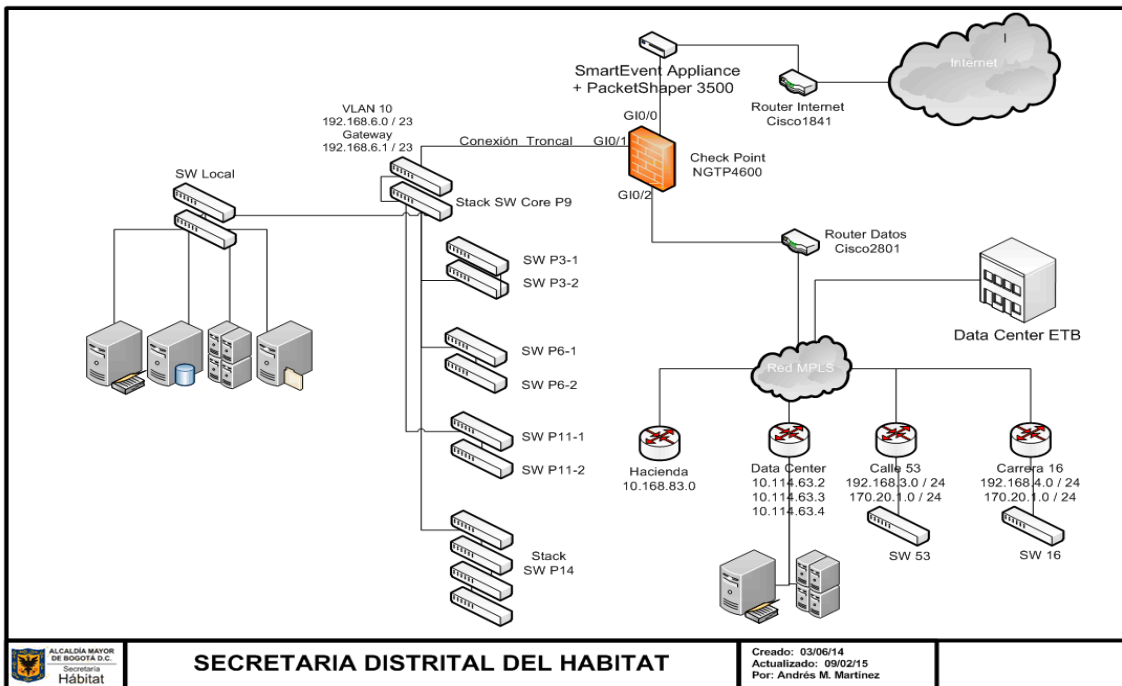 Internet
I
SmartEvent Appliance
+ PacketShaper 3500
Router Internet
Cisco1841
VLAN 10
192.168.6.0 / 23
Gateway
192.168.6.1 / 23
GI0/0
Conexión Troncal
GI0/1
Check Point
NGTP4600
GI0/2
SW Local
Stack SW Core P9
Router Datos
Cisco2801
SW P3-1
SW P3-2
Data Center ETB
SW P6-1
SW P6-2
Red MPLS
SW P11-1
SW P11-2
Hacienda
10.168.83.0
Data Center
10.114.63.2
10.114.63.3
10.114.63.4
Calle 53
192.168.3.0 / 24
170.20.1.0 / 24
Carrera 16
192.168.4.0 / 24
170.20.1.0 / 24
SW 53
SW 16
Stack
SW P14
ALCALDÍA MAYOR
DE BOGOTÁ D.C.
Secretaría
Hábitat
SECRETARIA DISTRITAL DEL HABITAT
Creado: 03/06/14
Actualizado: 09/02/15
Por: Andrés M. Martínez